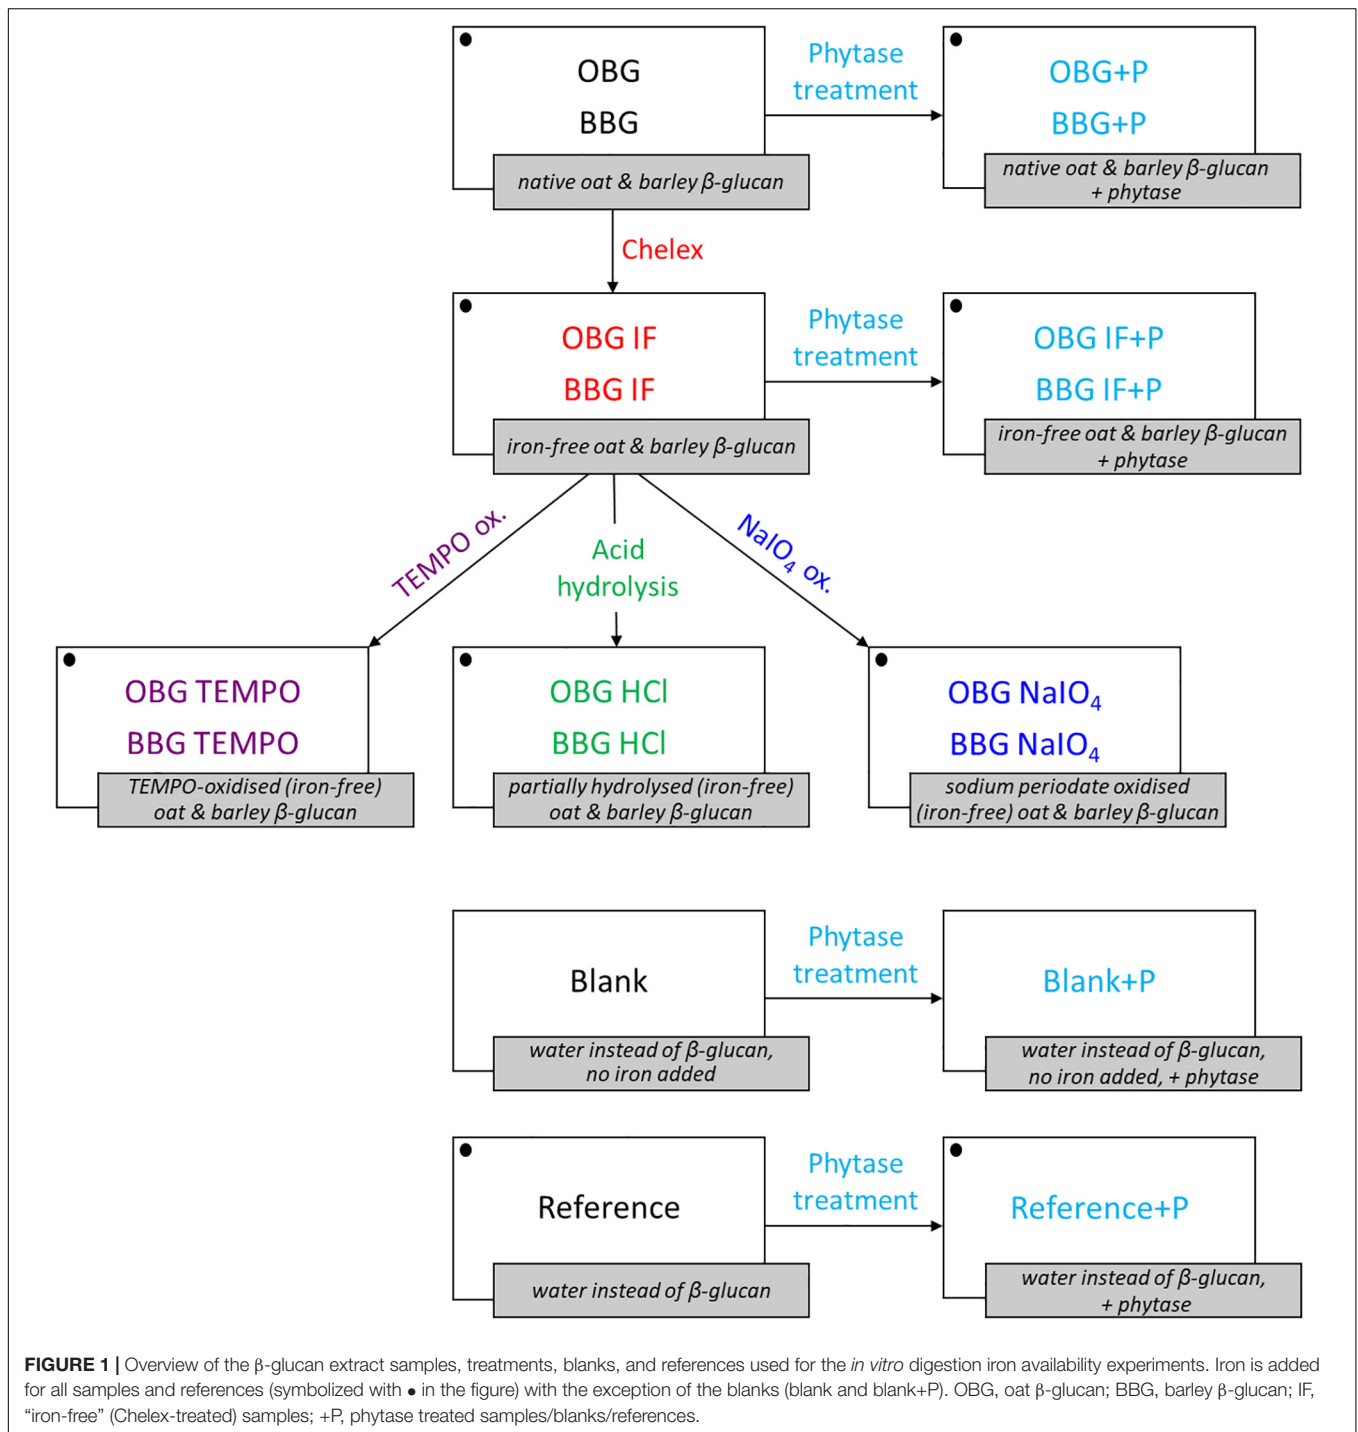 OBG
BBG
native oat & barley β-glucan
Phytase
treatment
OBG+P
BBG+P
native oat & barley β-glucan
+ phytase
Chelex
OBG IF
BBG IF
iron-free oat & barley β-glucan
Phytase
treatment
OBG IF+P
BBG IF+P
iron-free oat & barley β-glucan
+ phytase
TEMPO ox.
Acid
hydrolysis
NaIO₄ ox.
OBG TEMPO
BBG TEMPO
TEMPO-oxidised (iron-free)
oat & barley β-glucan
OBG HCl
BBG HCl
partially hydrolysed (iron-free)
oat & barley β-glucan
OBG NaIO₄
BBG NaIO₄
sodium periodate oxidised
(iron-free) oat & barley β-glucan
Blank
water instead of β-glucan,
no iron added
Phytase
treatment
Blank+P
water instead of β-glucan,
no iron added, + phytase
Reference
water instead of β-glucan
Phytase
treatment
Reference+P
water instead of β-glucan,
+ phytase
FIGURE 1 | Overview of the β-glucan extract samples, treatments, blanks, and references used for the in vitro digestion iron availability experiments. Iron is added
for all samples and references (symbolized with ● in the figure) with the exception of the blanks (blank and blank+P). OBG, oat β-glucan; BBG, barley β-glucan; IF,
“iron-free” (Chelex-treated) samples; +P, phytase treated samples/blanks/references.